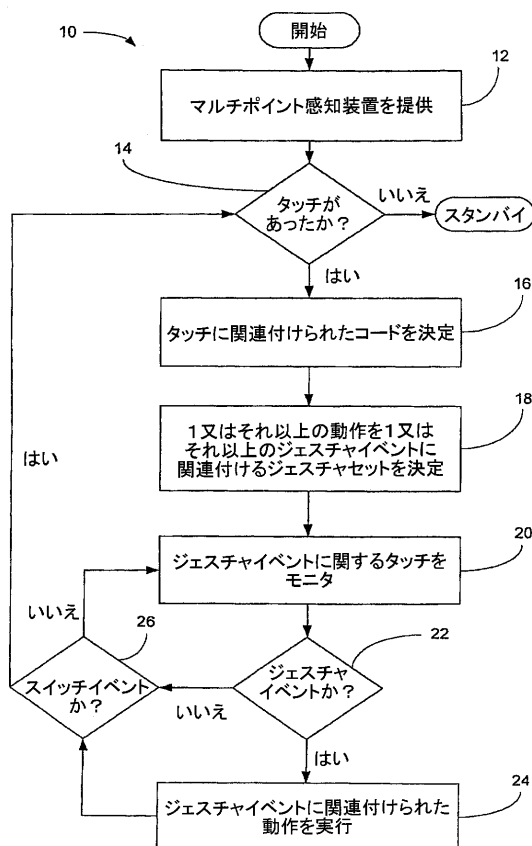 開始
10
12
マルチポイント感知装置を提供
14
タッチが
あったか？
いいえ
スタンバイ
はい
16
タッチに関連付けられたコードを決定
18
1又はそれ以上の動作を1又は
それ以上のジェスチャイベントに
関連付けるジェスチャセットを決定
はい
20
ジェスチャイベントに関するタッチを
モニタ
いいえ
26
22
スイッチイベント
か？
ジェスチャ
イベントか？
いいえ
はい
24
ジェスチャイベントに関連付けられた
動作を実行